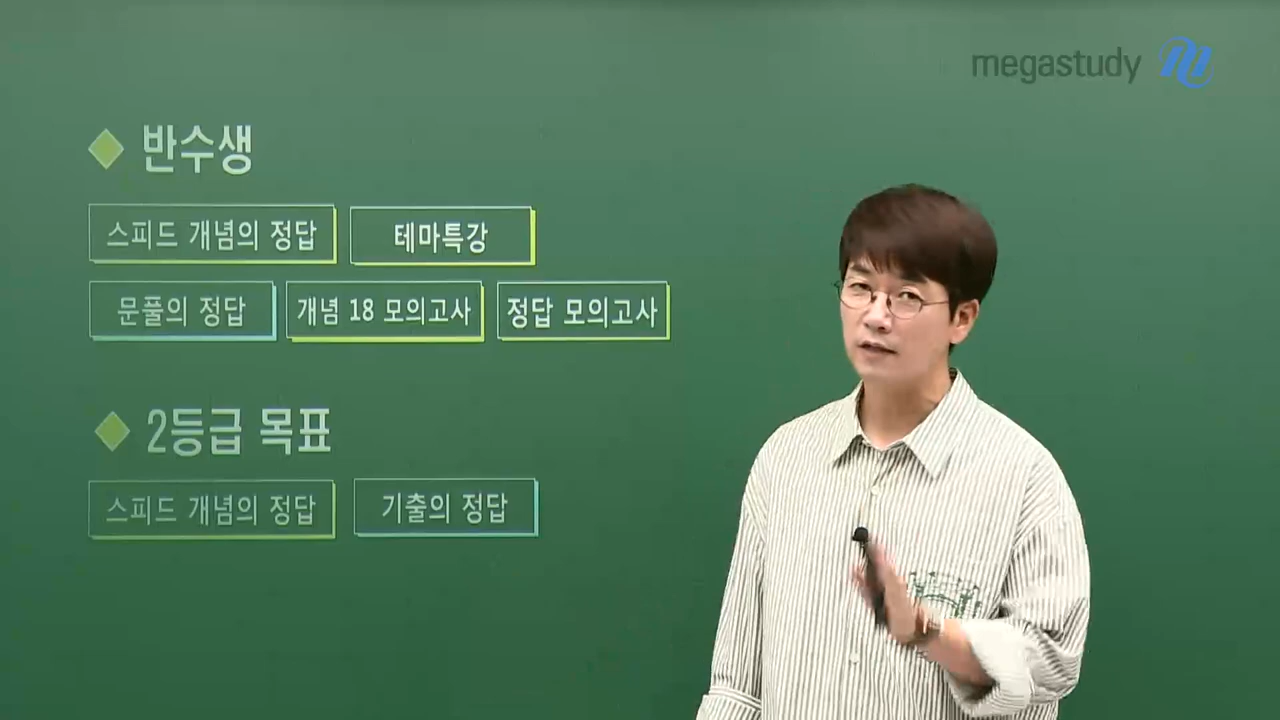 megastudy
반수생
스피드 개념의 정답 테마특강
문풀의 정답 개념 18 모의고사 정답 모의고사
2등급 목표
스피드 개념의 정답 기출의 정답